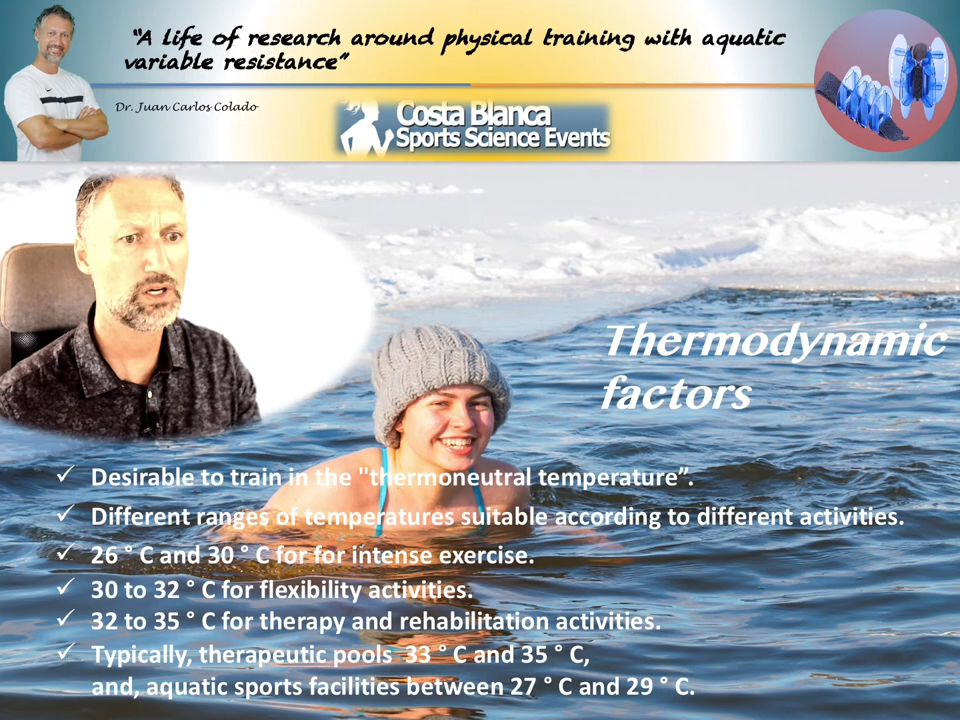 “A life of research around physical training with aquatic
variable resistance”
Dr. Juan Carlos Colado
Costa Blanca
Sports Science Events
Thermodynamic
factors
✓ Desirable to train in the "thermoneutral temperature”.
✓ Different ranges of temperatures suitable according to different activities.
✓ 26 ° C and 30 ° C for for intense exercise.
✓ 30 to 32 ° C for flexibility activities.
✓ 32 to 35 ° C for therapy and rehabilitation activities.
✓ Typically, therapeutic pools 33 ° C and 35 ° C,
and, aquatic sports facilities between 27 ° C and 29 ° C.